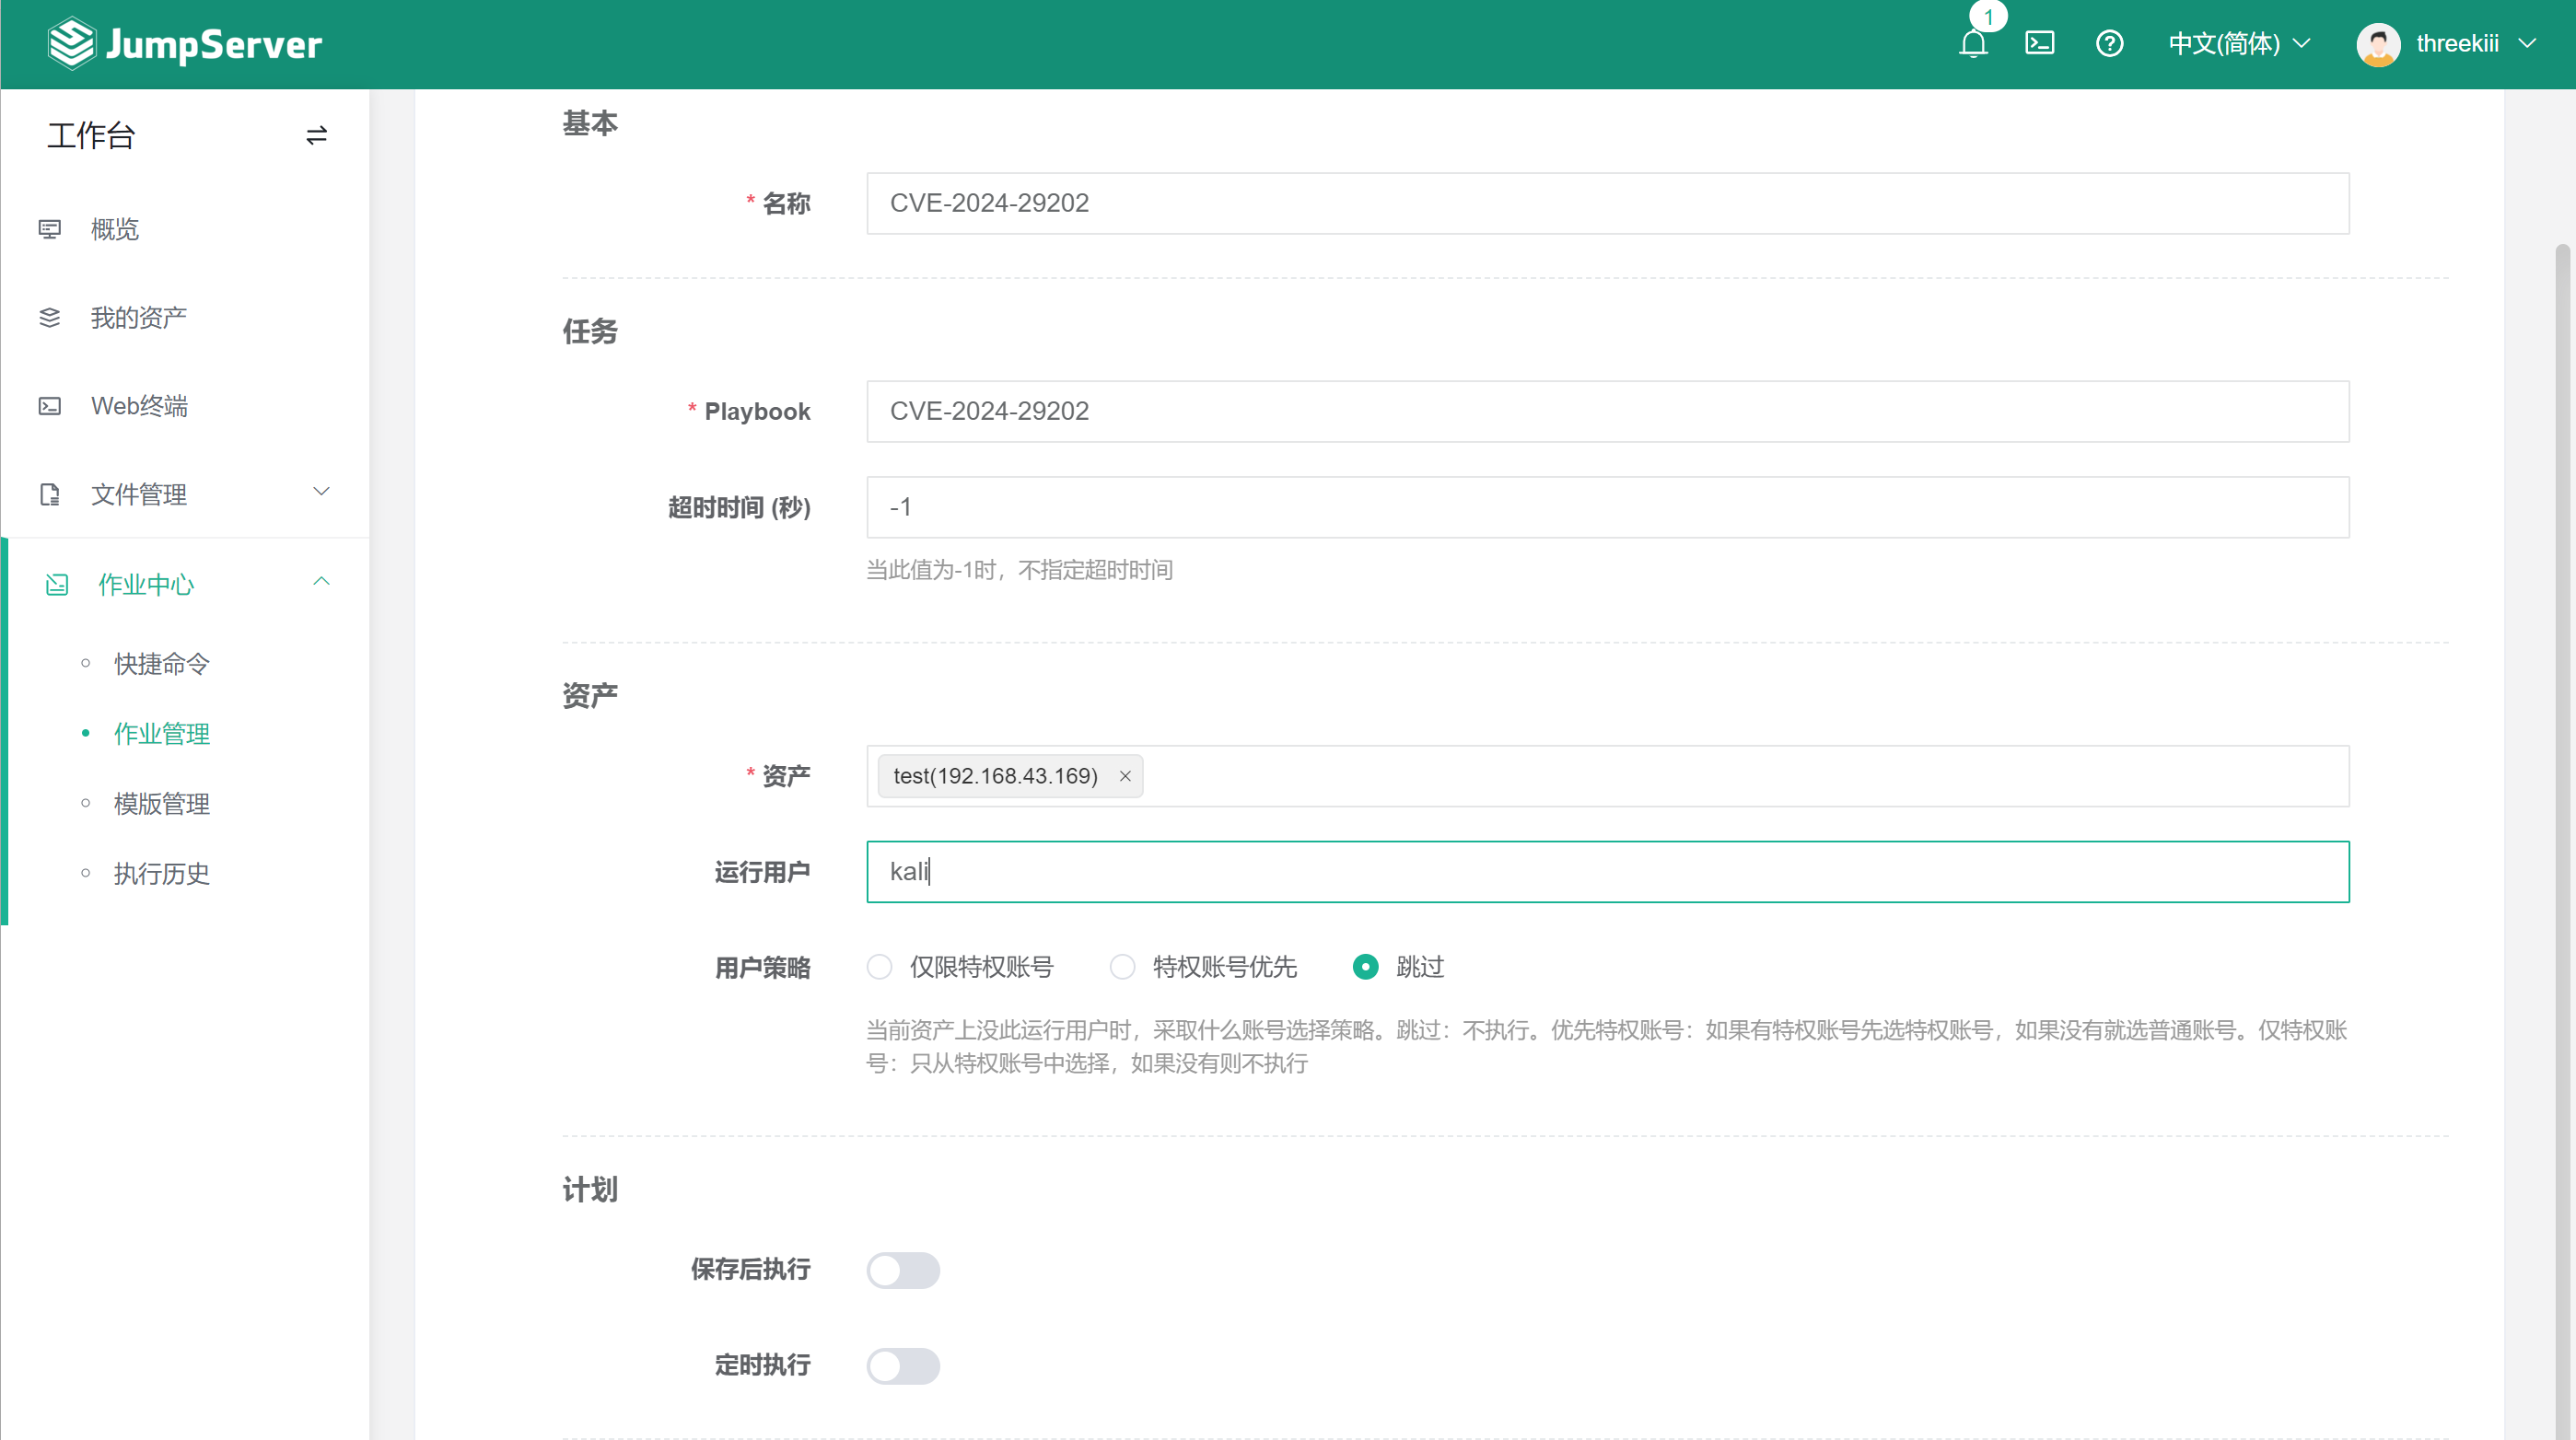 JumpServer
1
中文(简体)
threekiii
工作台
概览
我的资产
Web终端
文件管理
作业中心
快捷命令
作业管理
模版管理
执行历史
基本
* 名称
CVE-2024-29202
任务
* Playbook
CVE-2024-29202
超时时间 (秒)
-1
当此值为-1时，不指定超时时间
资产
* 资产
test(192.168.43.169) ×
运行用户
kali
用户策略
仅限特权账号 特权账号优先 跳过
当前资产上没此运行用户时，采取什么账号选择策略。跳过：不执行。优先特权账号：如果有特权账号先选特权账号，如果没有就选普通账号。仅特权账
号：只从特权账号中选择，如果没有则不执行
计划
保存后执行
定时执行